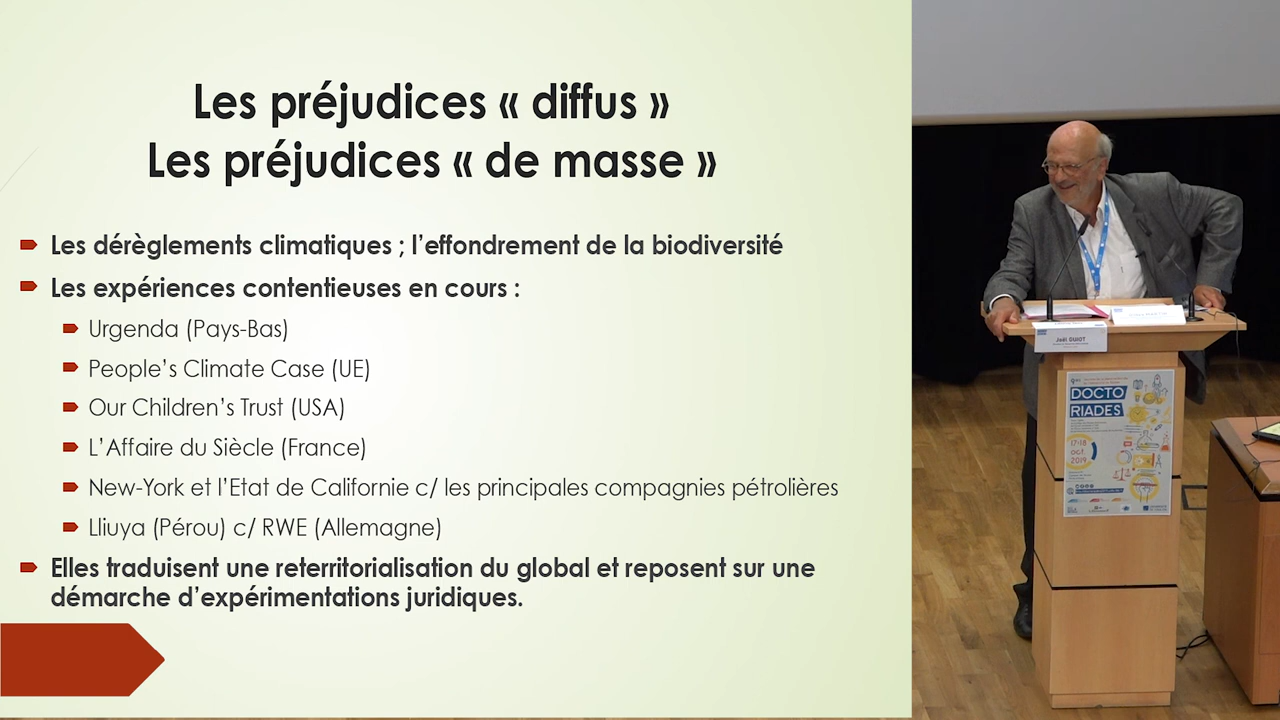 Les préjudices « diffus »
Les préjudices « de masse »
Les dérèglements climatiques ; l’effondrement de la biodiversité
Les expériences contentieuses en cours :
Urgenda (Pays-Bas)
People’s Climate Case (UE)
Our Children’s Trust (USA)
L’Affaire du Siècle (France)
New-York et l’Etat de Californie c/ les principales compagnies pétrolières
Lliuya (Pérou) c/ RWE (Allemagne)
Elles traduisent une reterritorialisation du global et reposent sur une
démarche d’expérimentations juridiques.
Joël GUIOT
DOCTO
RIADES
17-18
oct.
2019